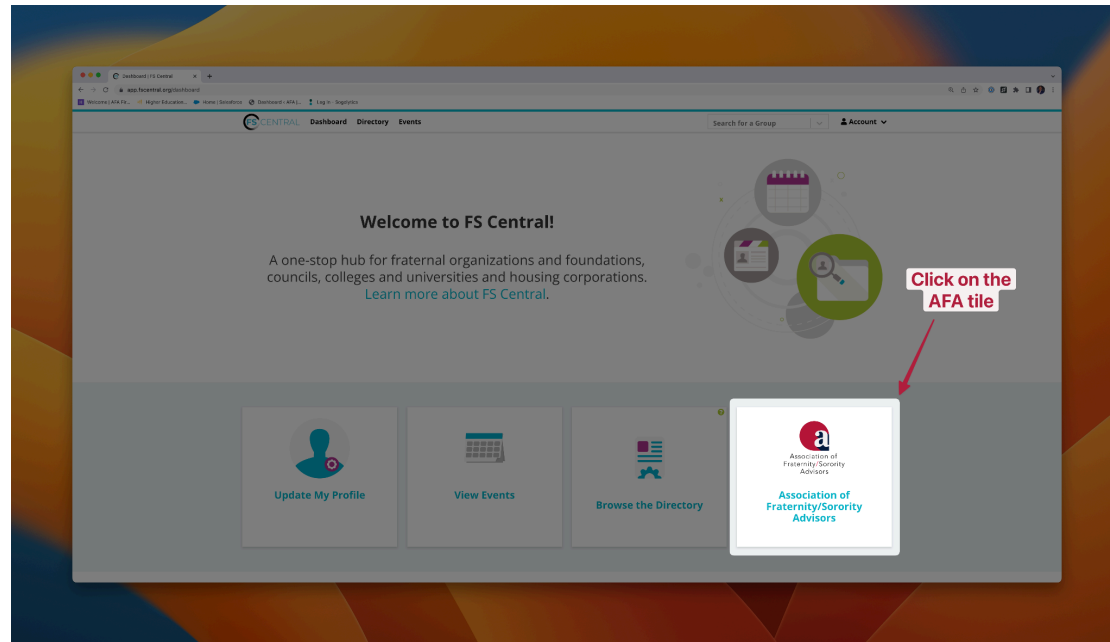 Dashboard | FS Central
app.fscentral.org/dashboard
Welcome | AFA Re... Higher Education... Home | Salesforce Dashboard ‹ AFA |... Log In ·
FS CENTRAL Dashboard Directory Events Search for a Group Account
Welcome to FS Central!
A one-stop hub for fraternal organizations and foundations,
councils, colleges and universities and housing corporations.
Learn more about FS Central.
Click on the
AFA tile
Update My Profile
View Events
Browse the Directory
a
Association of
Fraternity/Sorority
Advisors
Association of
Fraternity/Sorority
Advisors